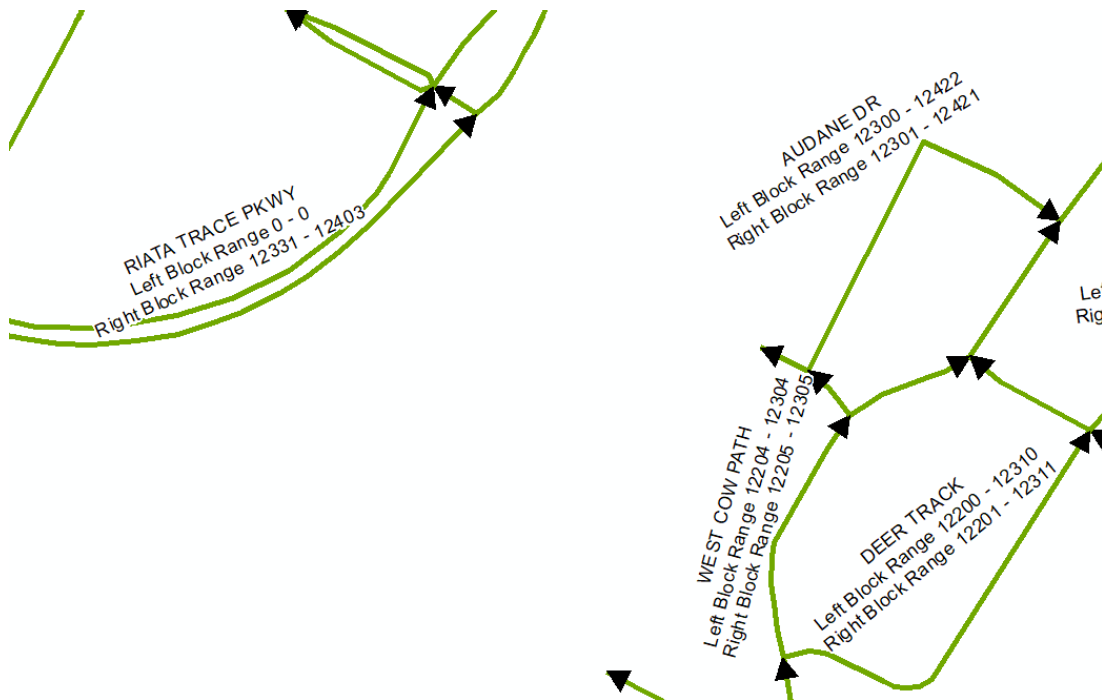 AUDANE DR
Left Block Range 12300 - 12422
Right Block Range 12301 - 12421
RIATA TRACE PKWY
Left Block Range 0 - 0
Right Block Range 12331 - 12403
WEST COW PATH
Left Block Range 12204 - 12304
Right Block Range 12205 - 12305
DEER TRACK
Left Block Range 12200 - 12310
Right Block Range 12201 - 12311